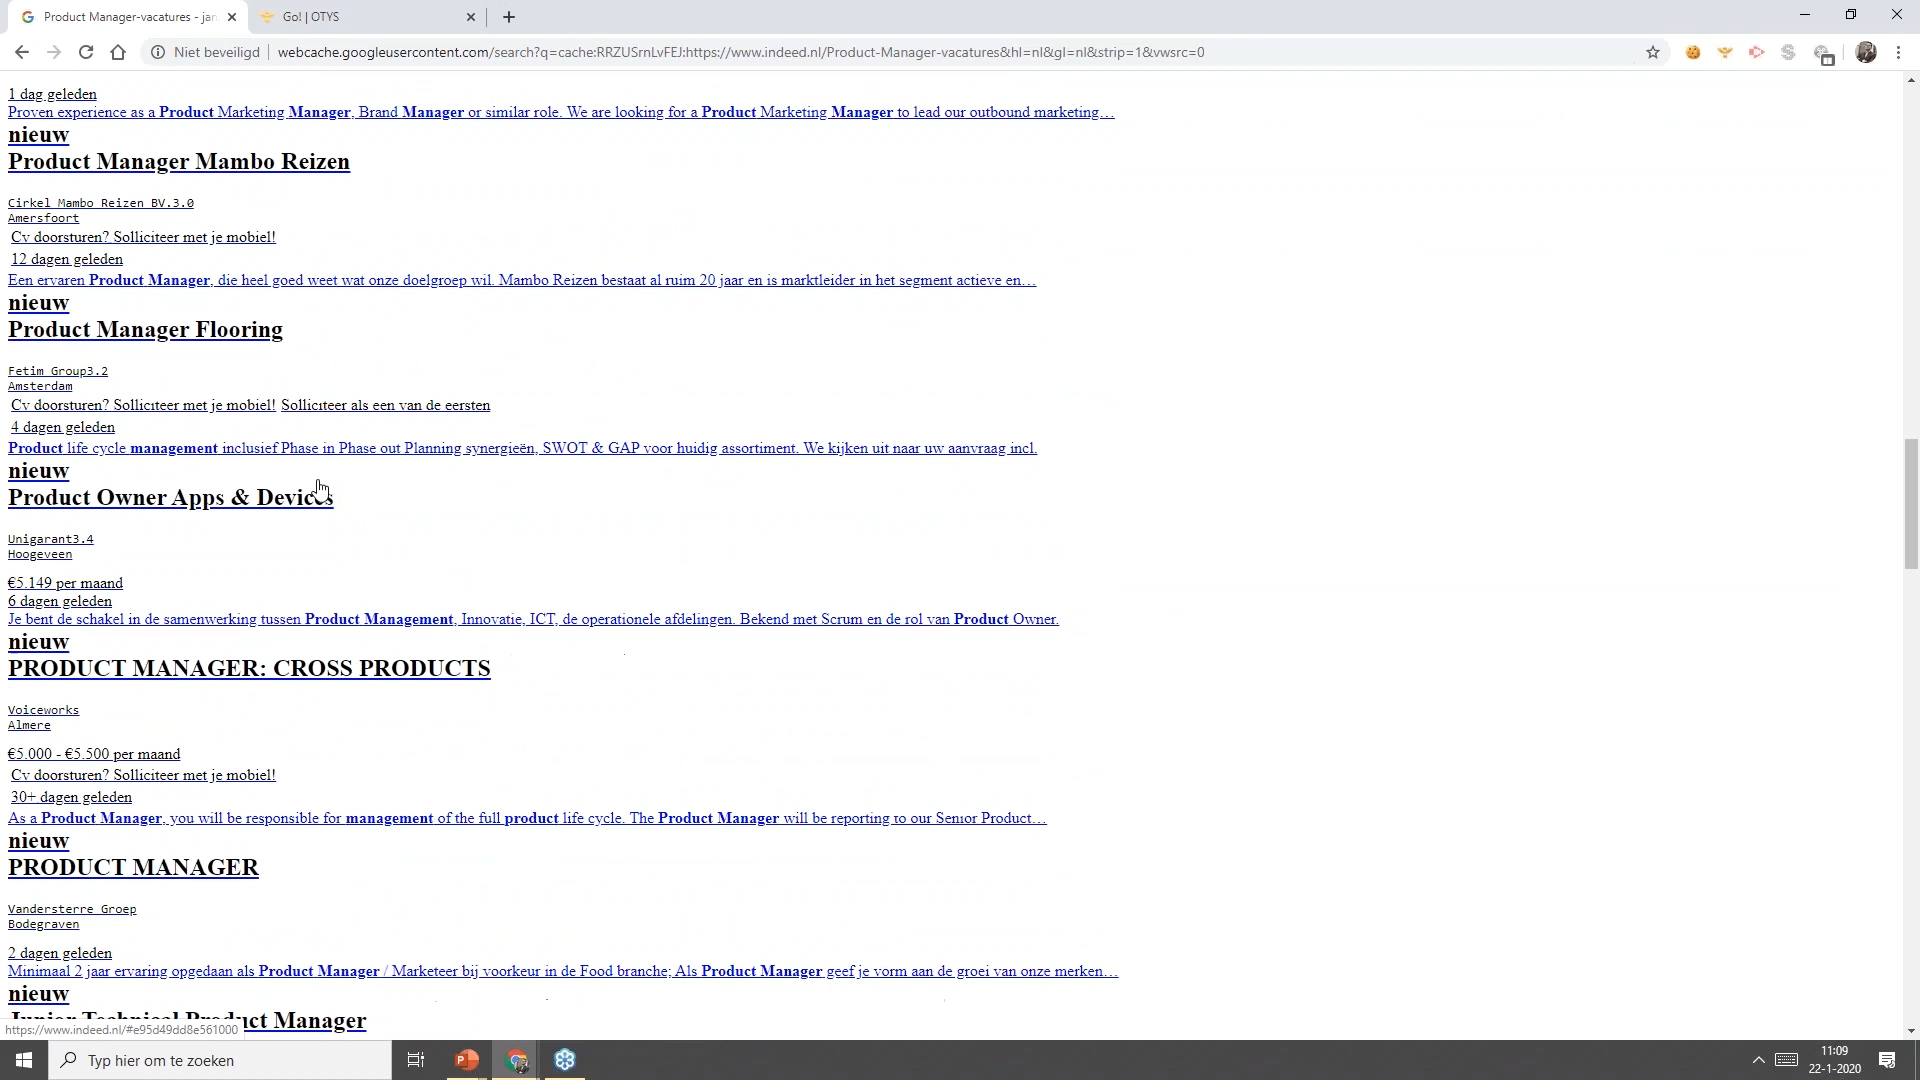 Product Manager-vacatures - jan
Go! | OTYS
Niet beveiligd
webcache.googleusercontent.com/search?q=cache:RRZUSrnLvFEJ:https://www.indeed.nl/Product-Manager-vacatures&hl=nl&gl=nl&strip=1&vwsrc=0
1 dag geleden
Proven experience as a Product Marketing Manager, Brand Manager or similar role. We are looking for a Product Marketing Manager to lead our outbound marketing…
nieuw
Product Manager Mambo Reizen
Cirkel Mambo Reizen BV.3.0
Amersfoort
Cv doorsturen? Solliciteer met je mobiel!
12 dagen geleden
Een ervaren Product Manager, die heel goed weet wat onze doelgroep wil. Mambo Reizen bestaat al ruim 20 jaar en is marktleider in het segment actieve en…
nieuw
Product Manager Flooring
Fetim Group3.2
Amsterdam
Cv doorsturen? Solliciteer met je mobiel! Solliciteer als een van de eersten
4 dagen geleden
Product life cycle management inclusief Phase in Phase out Planning synergieën, SWOT & GAP voor huidig assortiment. We kijken uit naar uw aanvraag incl.
nieuw
Product Owner Apps & Devices
Unigarant3.4
Hoogeveen
€5.149 per maand
6 dagen geleden
Je bent de schakel in de samenwerking tussen Product Management, Innovatie, ICT, de operationele afdelingen. Bekend met Scrum en de rol van Product Owner.
nieuw
PRODUCT MANAGER: CROSS PRODUCTS
Voiceworks
Almere
€5.000 - €5.500 per maand
Cv doorsturen? Solliciteer met je mobiel!
30+ dagen geleden
As a Product Manager, you will be responsible for management of the full product life cycle. The Product Manager will be reporting to our Senior Product…
nieuw
PRODUCT MANAGER
Vandersterre Groep
Bodegraven
2 dagen geleden
Minimaal 2 jaar ervaring opgedaan als Product Manager / Marketeer bij voorkeur in de Food branche; Als Product Manager geef je vorm aan de groei van onze merken…
nieuw
Junior Technical Product Manager
https://www.indeed.nl/#e95d49dd8e561000
Typ hier om te zoeken
11:09
22-1-2020